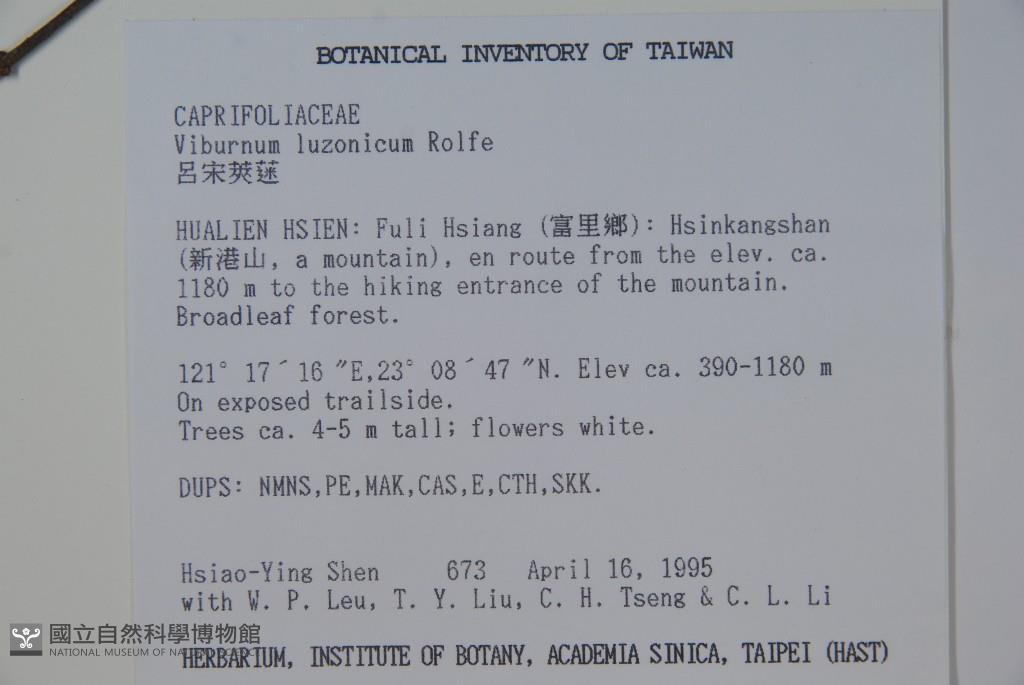 BOTANICAL INVENTORY OF TAIWAN
CAPRIFOLIACEAE
Viburnum luzonicum Rolfe
呂宋莢蒾
HUALIEN HSIEN: Fuli Hsiang (富里鄉): Hsinkangshan
(新港山, a mountain), en route from the elev. ca.
1180 m to the hiking entrance of the mountain.
Broadleaf forest.
121° 17´16 ″E,23° 08´47 ″N. Elev ca. 390-1180 m
On exposed trailside.
Trees ca. 4-5 m tall; flowers white.
DUPS: NMNS,PE,MAK,CAS,E,CTH,SKK.
Hsiao-Ying Shen 673 April 16, 1995
with W. P. Leu, T. Y. Liu, C. H. Tseng & C. L. Li
國立自然科學博物館
NATIONAL MUSEUM OF NATURAL SCIENCE
HERBARIUM, INSTITUTE OF BOTANY, ACADEMIA SINICA, TAIPEI (HAST)